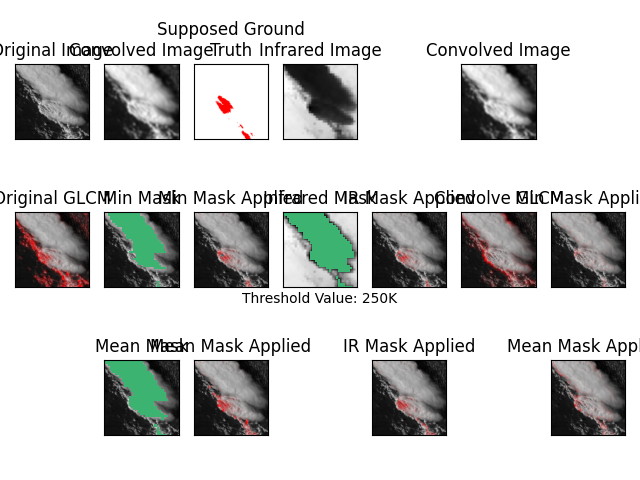 Supposed Ground
Original Image Convolved Image Truth Infrared Image Convolved Image
Original GLCM Min Mask Min Mask Applied Infrared Mask IR Mask Applied Convolve GLCM Min Mask Appli
Threshold Value: 250K
Mean Mask Mean Mask Applied IR Mask Applied Mean Mask Appl